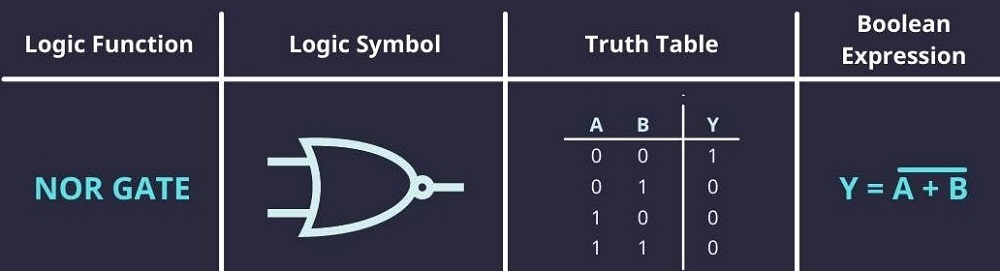 Logic Function
Logic Symbol
Truth Table
Boolean
Expression
NOR GATE
A B Y
0 0 1
0 1 0
1 0 0
1 1 0
Y = A̅ ̅+̅ ̅B̅